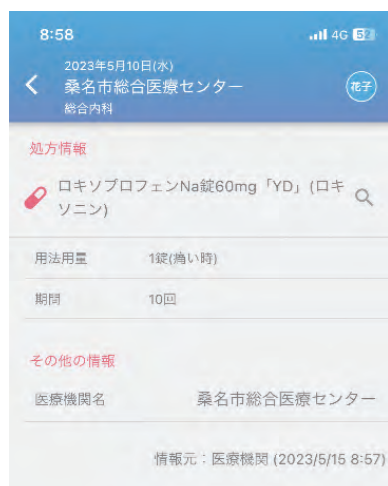 8:58
4G 52
2023年5月10日(水)
桑名市総合医療センター
総合内科
花子
処方情報
ロキソプロフェンNa錠60mg「YD」(ロキ
ソニン)
用法用量 1錠(痛い時)
期間 10回
その他の情報
医療機関名 桑名市総合医療センター
情報元：医療機関 (2023/5/15 8:57)